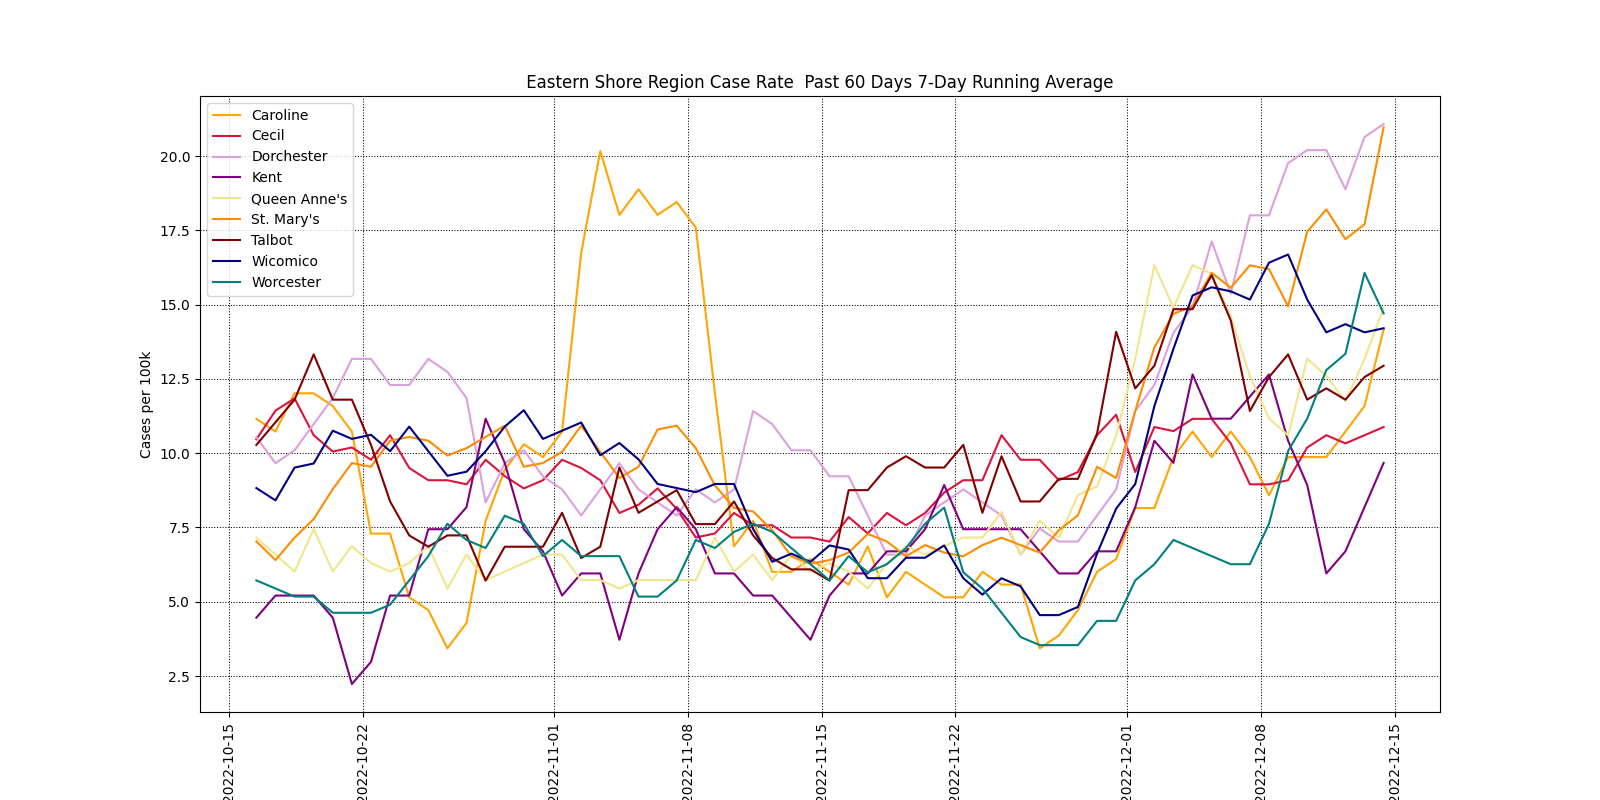 Eastern Shore Region Case Rate  Past 60 Days 7-Day Running Average
Caroline
Cecil
Dorchester
Kent
Queen Anne's
St. Mary's
Talbot
Wicomico
Worcester
Cases per 100k
20.0
17.5
15.0
12.5
10.0
7.5
5.0
2.5
2022-10-15
2022-10-22
2022-11-01
2022-11-08
2022-11-15
2022-11-22
2022-12-01
2022-12-08
2022-12-15